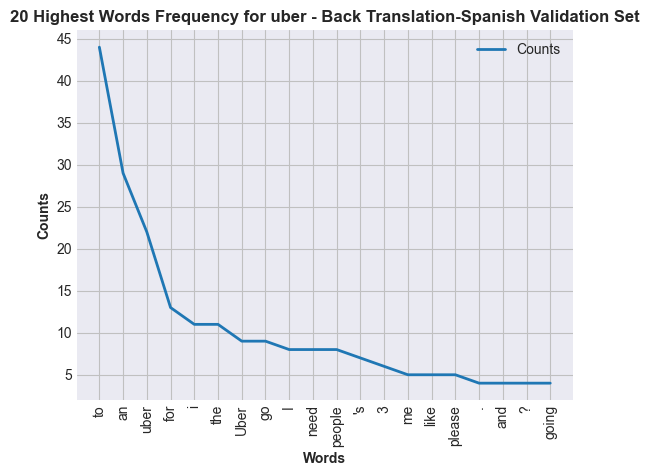 20 Highest Words Frequency for uber - Back Translation-Spanish Validation Set
Counts
45
40
35
30
25
20
15
10
5
Counts
to
an
uber
for
i
the
Uber
go
I
need
people
's
3
me
like
please
.
and
?
going
Words